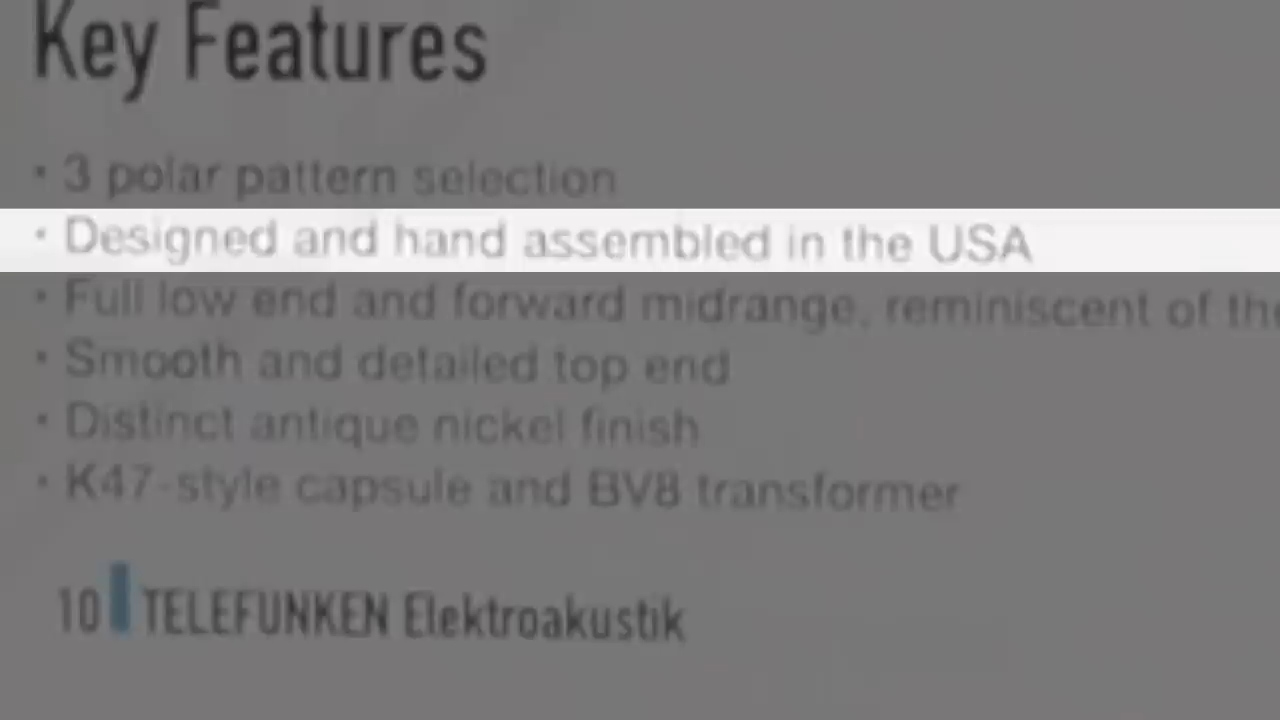 Key Features
· 3 polar pattern selection
· Designed and hand assembled in the USA
· Full low end and forward midrange, reminiscent of the
· Smooth and detailed top end
· Distinct antique nickel finish
· K47-style capsule and BV8 transformer
10 TELEFUNKEN Elektroakustik